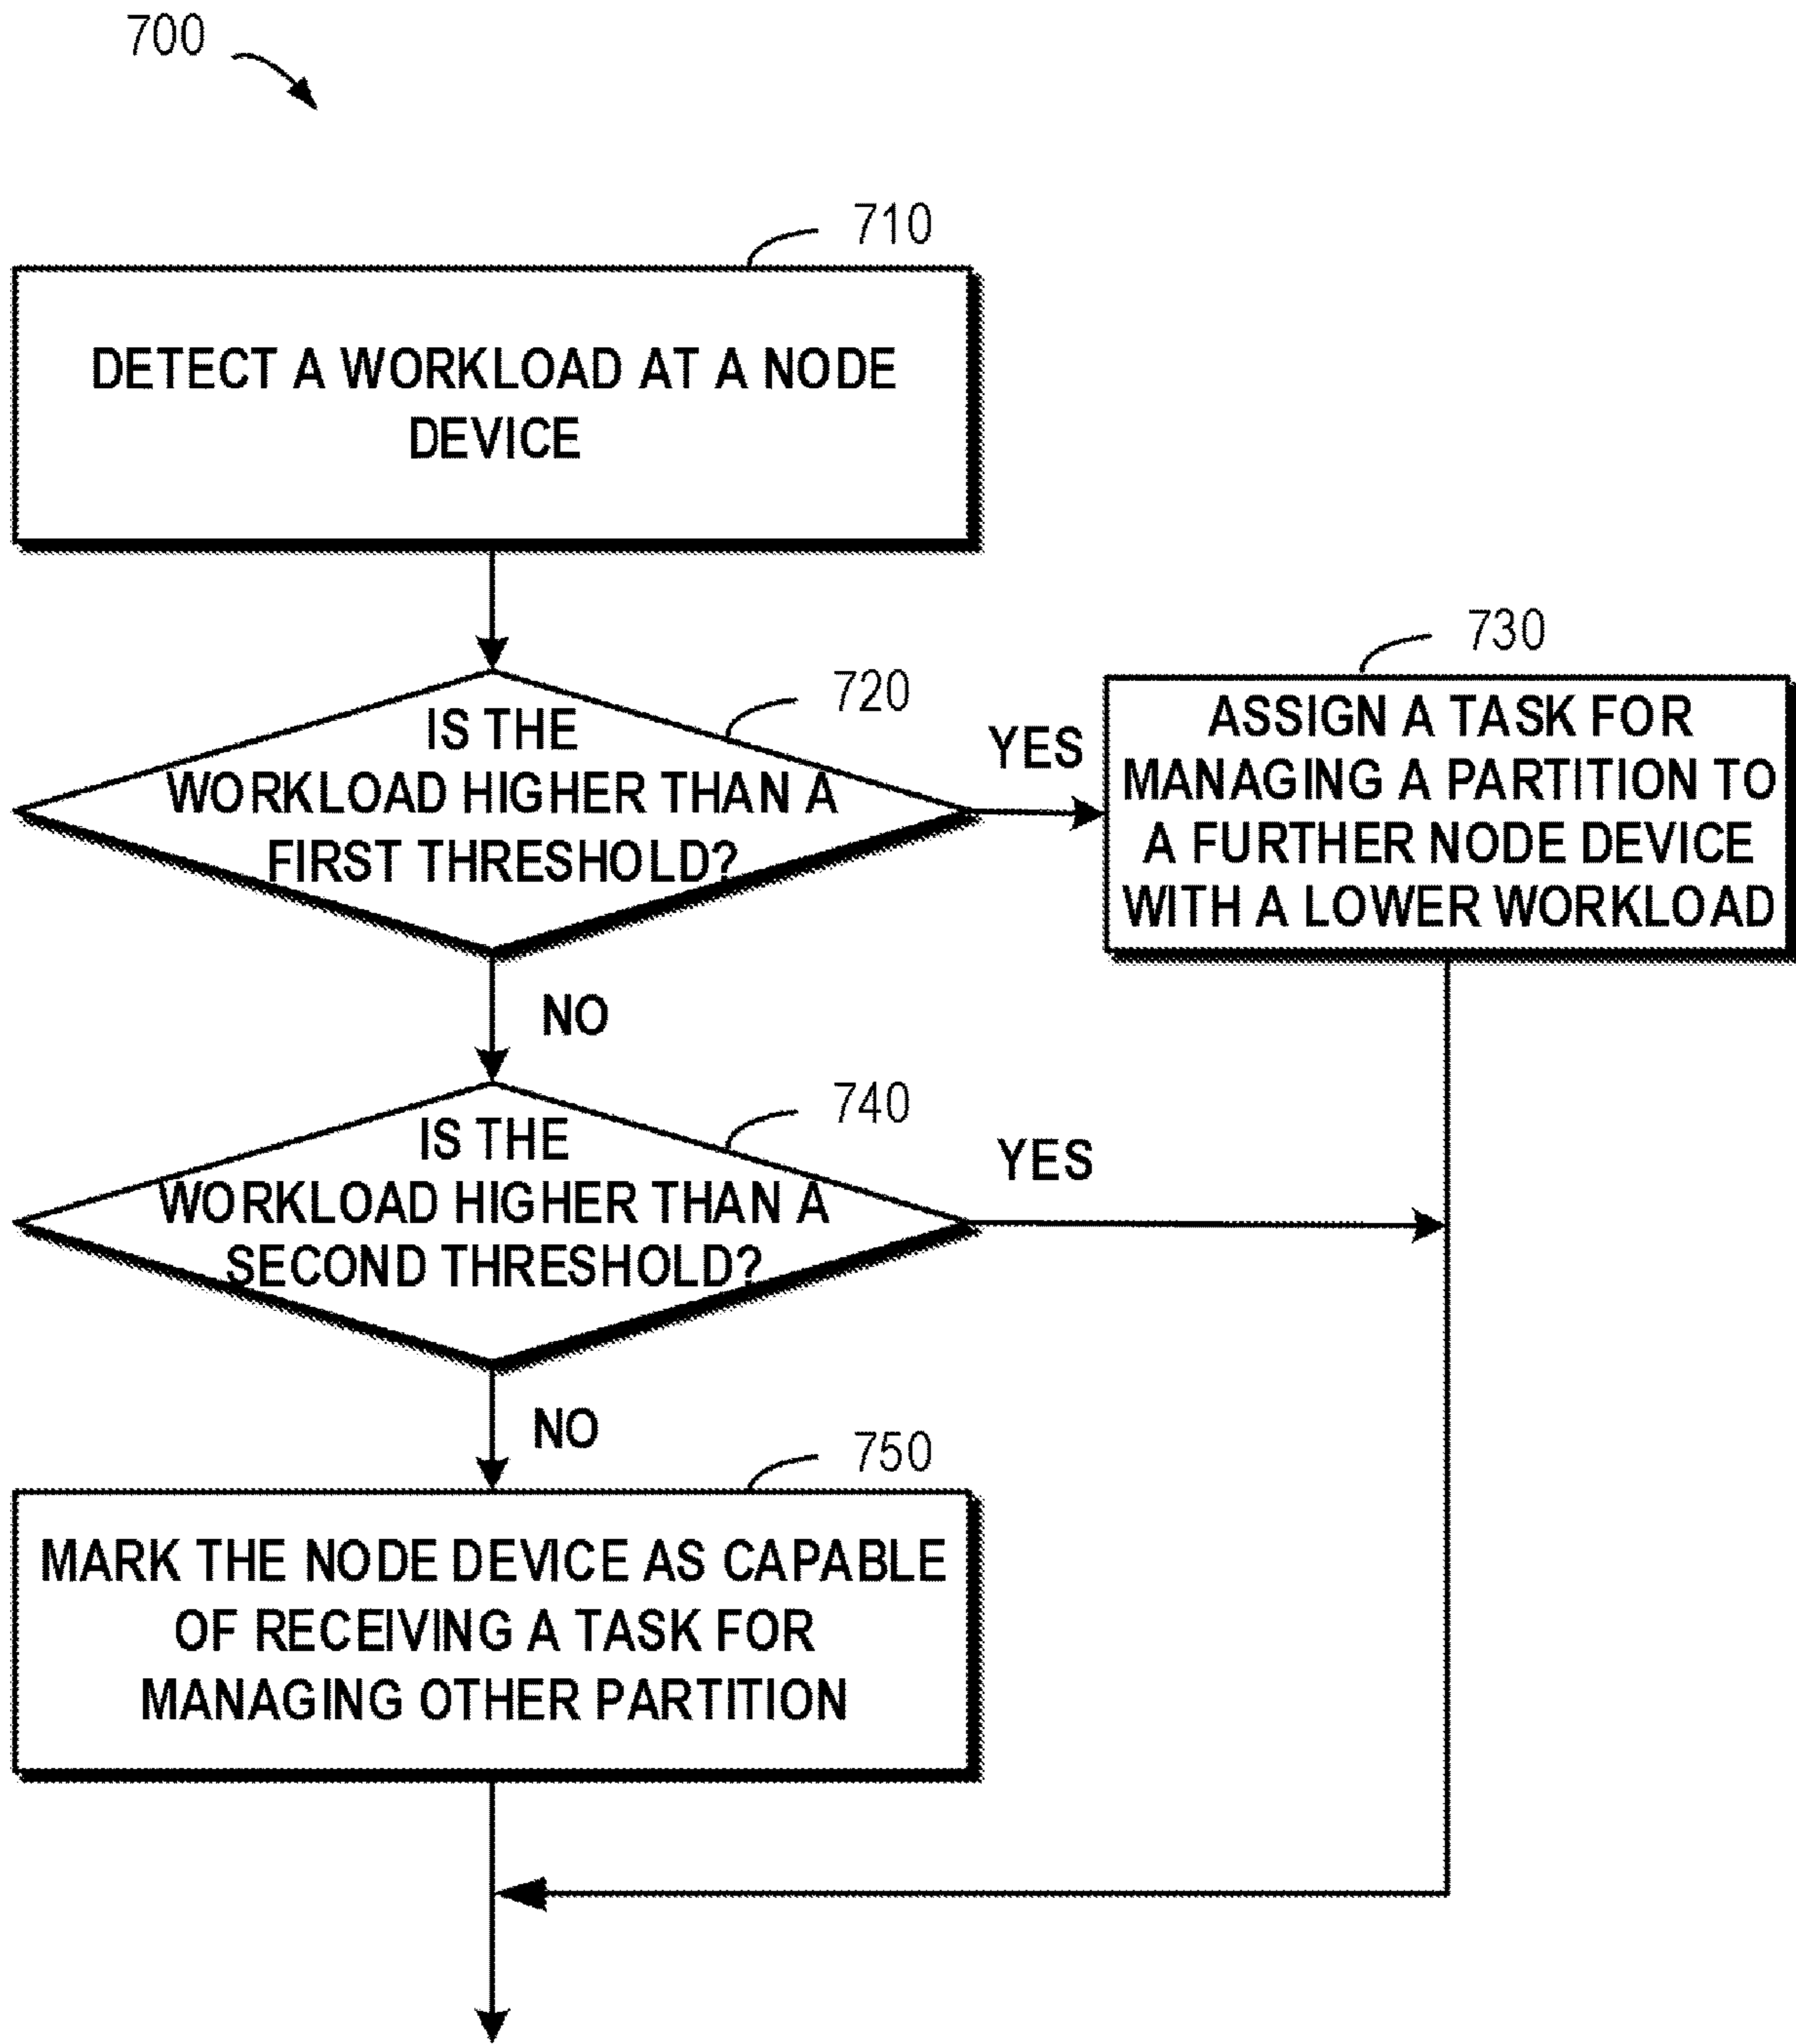 700
710
DETECT A WORKLOAD AT A NODE
DEVICE
720
IS THE
WORKLOAD HIGHER THAN A
FIRST THRESHOLD?
YES
730
ASSIGN A TASK FOR
MANAGING A PARTITION TO
A FURTHER NODE DEVICE
WITH A LOWER WORKLOAD
NO
740
IS THE
WORKLOAD HIGHER THAN A
SECOND THRESHOLD?
YES
NO
750
MARK THE NODE DEVICE AS CAPABLE
OF RECEIVING A TASK FOR
MANAGING OTHER PARTITION